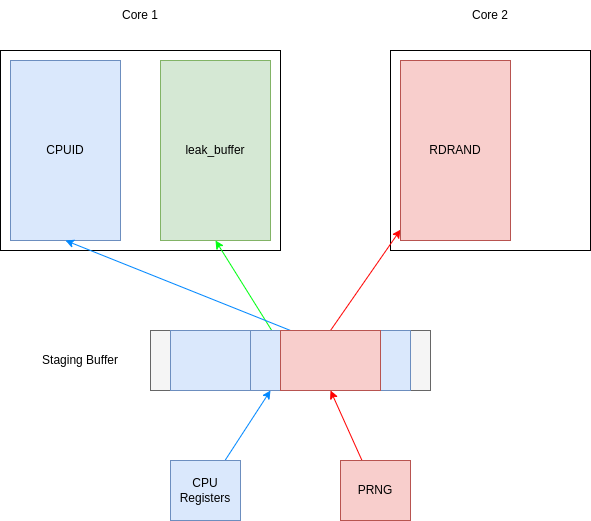 Core 1
Core 2
CPUID
leak_buffer
RDRAND
Staging Buffer
CPU
Registers
PRNG